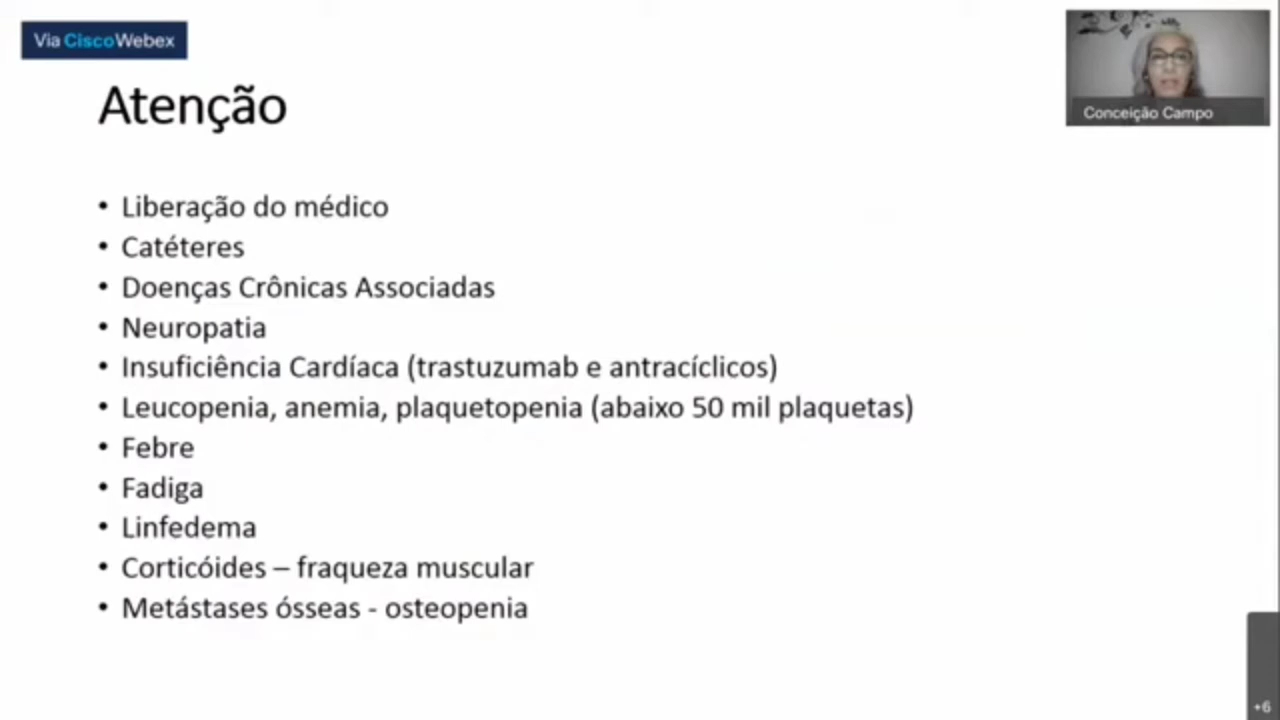 Via CiscoWebex
Conceição Campo
Atenção
• Liberação do médico
• Catéteres
• Doenças Crônicas Associadas
• Neuropatia
• Insuficiência Cardíaca (trastuzumab e antracíclicos)
• Leucopenia, anemia, plaquetopenia (abaixo 50 mil plaquetas)
• Febre
• Fadiga
• Linfedema
• Corticóides – fraqueza muscular
• Metástases ósseas - osteopenia
+6